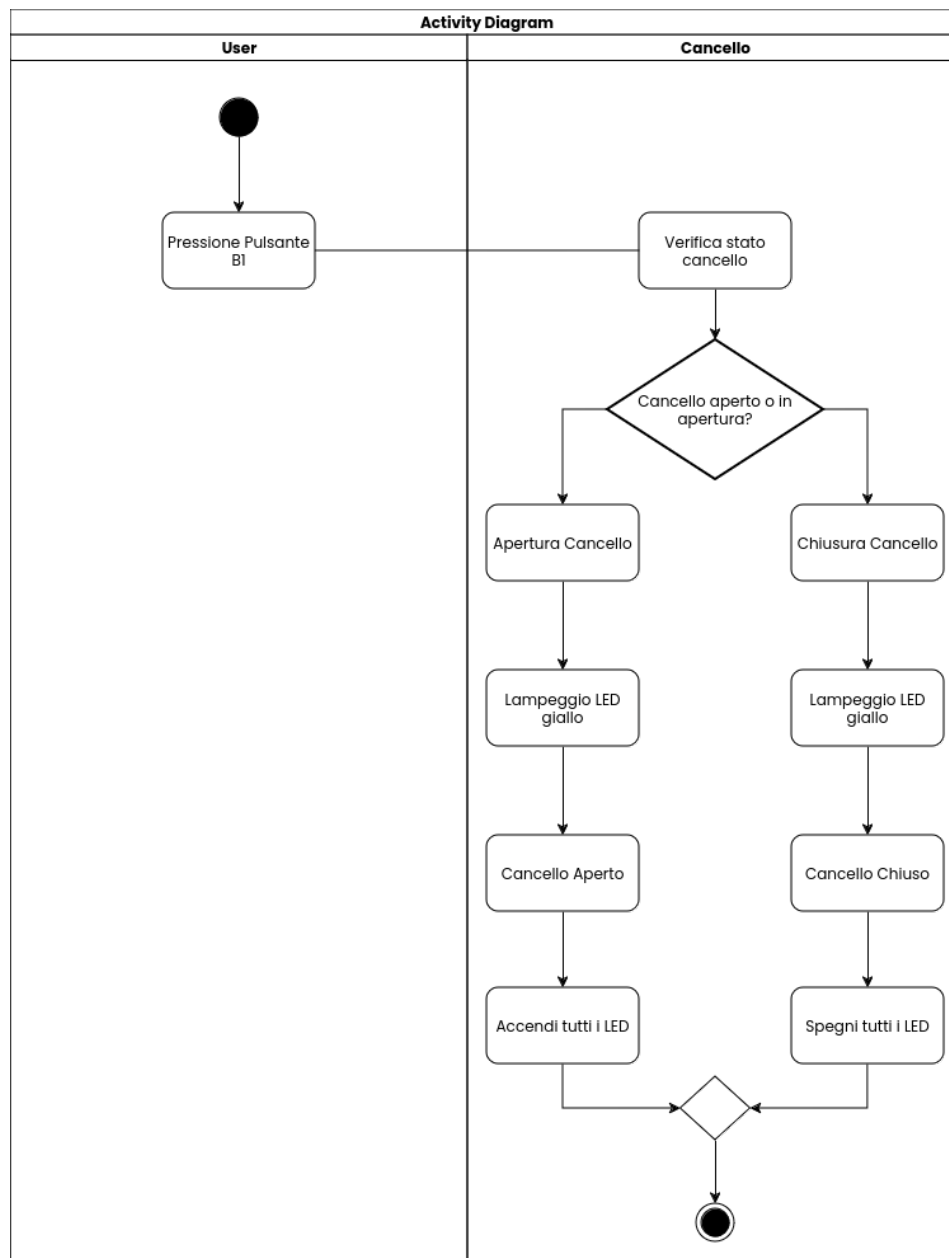 Activity Diagram
User
Cancello
Pressione Pulsante
B1
Verifica stato
cancello
Cancello aperto o in
apertura?
Apertura Cancello
Chiusura Cancello
Lampeggio LED
giallo
Lampeggio LED
giallo
Cancello Aperto
Cancello Chiuso
Accendi tutti i LED
Spegni tutti i LED